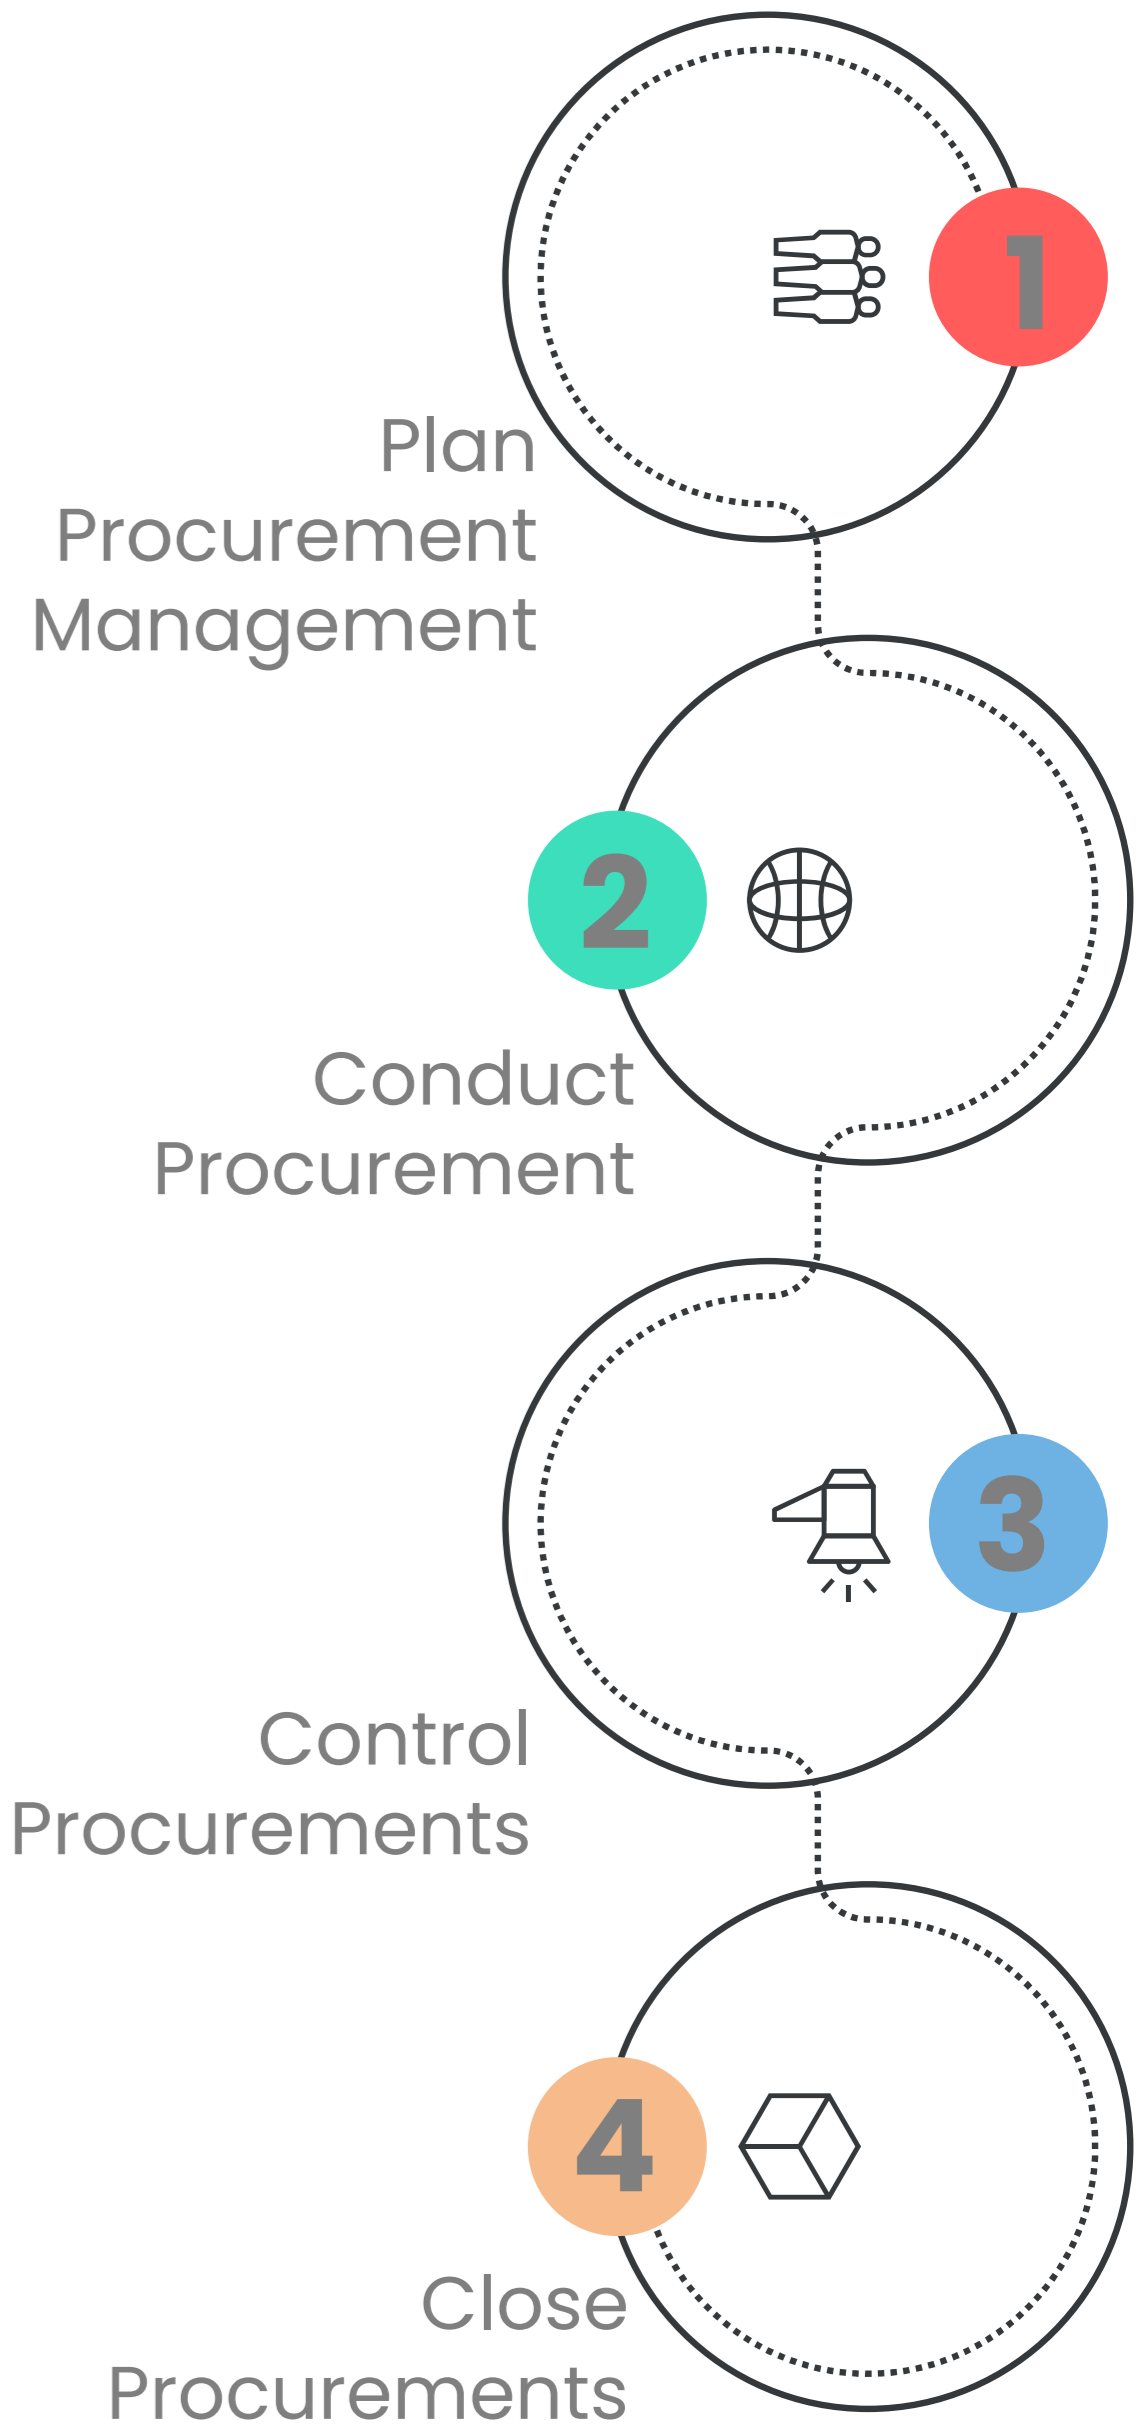 1
Plan
Procurement
Management
2
Conduct
Procurement
3
Control
Procurements
4
Close
Procurements